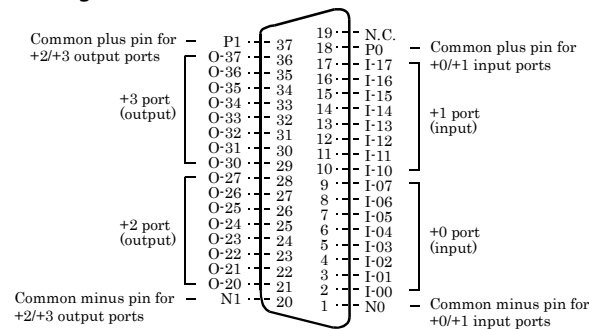 Common plus pin for
+2/+3 output ports
P1
O-37
O-36
O-35
O-34
O-33
O-32
O-31
O-30
O-27
O-26
O-25
O-24
O-23
O-22
O-21
O-20
N1
+3 port
(output)
+2 port
(output)
Common minus pin for
+2/+3 output ports
37
36
35
34
33
32
31
30
29
28
27
26
25
24
23
22
21
20
19
18
17
16
15
14
13
12
11
10
9
8
7
6
5
4
3
2
1
N.C.
P0
I-17
I-16
I-15
I-14
I-13
I-12
I-11
I-10
I-07
I-06
I-05
I-04
I-03
I-02
I-01
I-00
N0
Common plus pin for
+0/+1 input ports
+1 port
(input)
+0 port
(input)
Common minus pin for
+0/+1 input ports